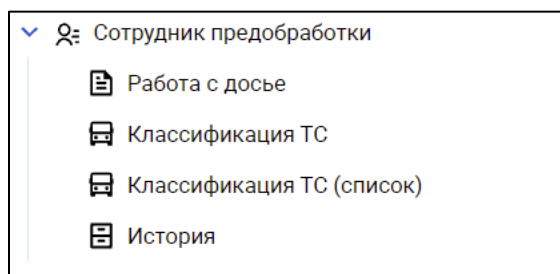 Сотрудник предобработки
Работа с досье
Классификация ТС
Классификация ТС (список)
История